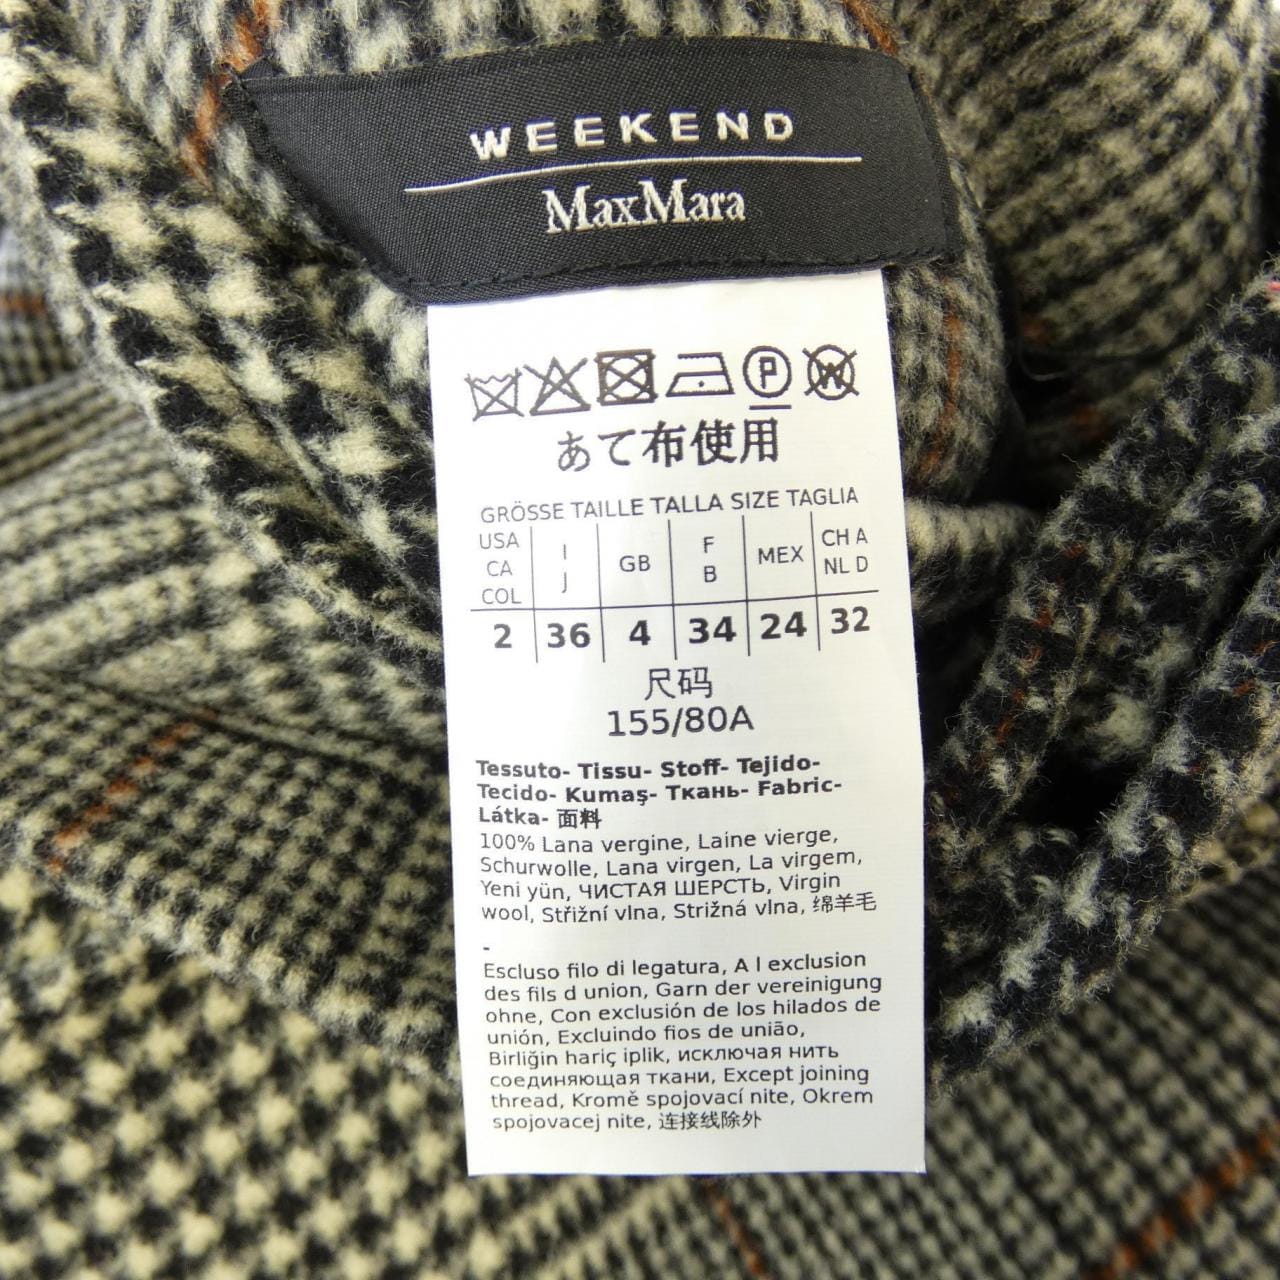 WEEKEND
MaxMara
P W
あて布使用
GRÖSSE TAILLE TALLA SIZE TAGLIA
USA CA COL I J GB F B MEX CH A NL D
2 36 4 34 24 32
尺码
155/80A
Tessuto- Tissu- Stoff- Tejido-
Tecido- Kumaş- Ткань- Fabric-
Látka- 面料
100% Lana vergine, Laine vierge,
Schurwolle, Lana virgen, La virgem,
Yeni yün, ЧИСТАЯ ШЕРСТЬ, Virgin
wool, Střižní vlna, Strižná vlna, 绵羊毛
-
Escluso filo di legatura, A l exclusion
des fils d union, Garn der vereinigung
ohne, Con exclusión de los hilados de
unión, Excluindo fios de união,
Birliğin hariç iplik, исключая нить
соединяющая ткани, Except joining
thread, Kromě spojovací nite, Okrem
spojovacej nite, 连接线除外